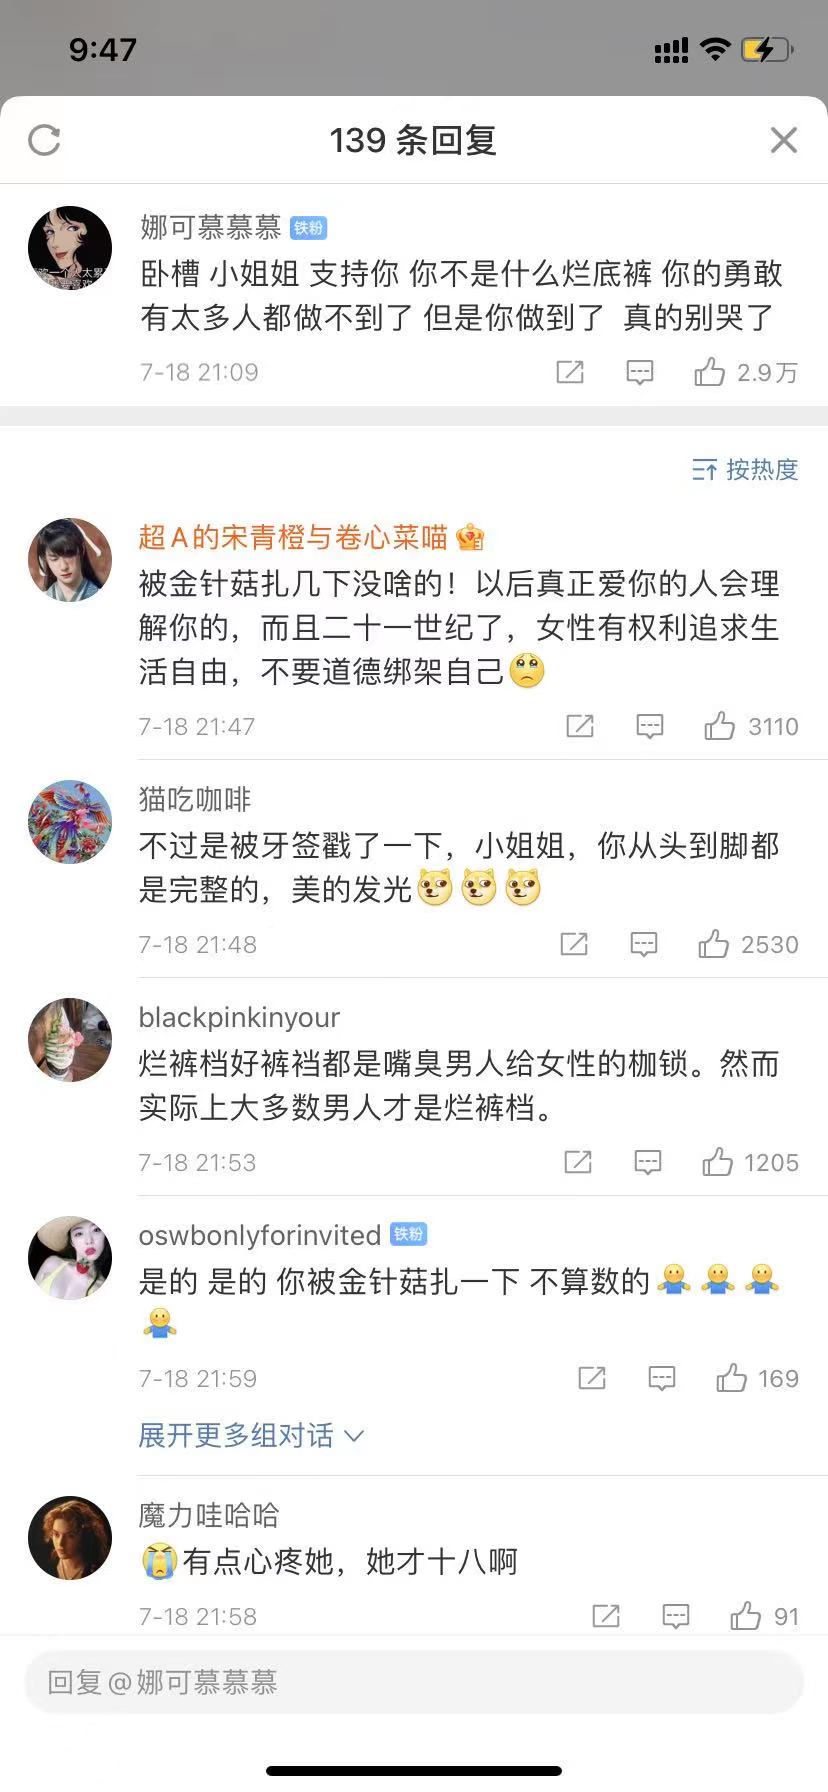 9:47
139 条回复
娜可慕慕慕 铁粉
卧槽 小姐姐 支持你 你不是什么烂底裤 你的勇敢
有太多人都做不到了 但是你做到了 真的别哭了
7-18 21:09 2.9万
按热度
超A的宋青橙与卷心菜喵
被金针菇扎几下没啥的！以后真正爱你的人会理
解你的，而且二十一世纪了，女性有权利追求生
活自由，不要道德绑架自己
7-18 21:47 3110
猫吃咖啡
不过是被牙签戳了一下，小姐姐，你从头到脚都
是完整的，美的发光
7-18 21:48 2530
blackpinkinyour
烂裤档好裤裆都是嘴臭男人给女性的枷锁。然而
实际上大多数男人才是烂裤档。
7-18 21:53 1205
oswbonlyforinvited 铁粉
是的 是的 你被金针菇扎一下 不算数的
7-18 21:59 169
展开更多组对话
魔力哇哈哈
有点心疼她，她才十八啊
7-18 21:58 91
回复@娜可慕慕慕